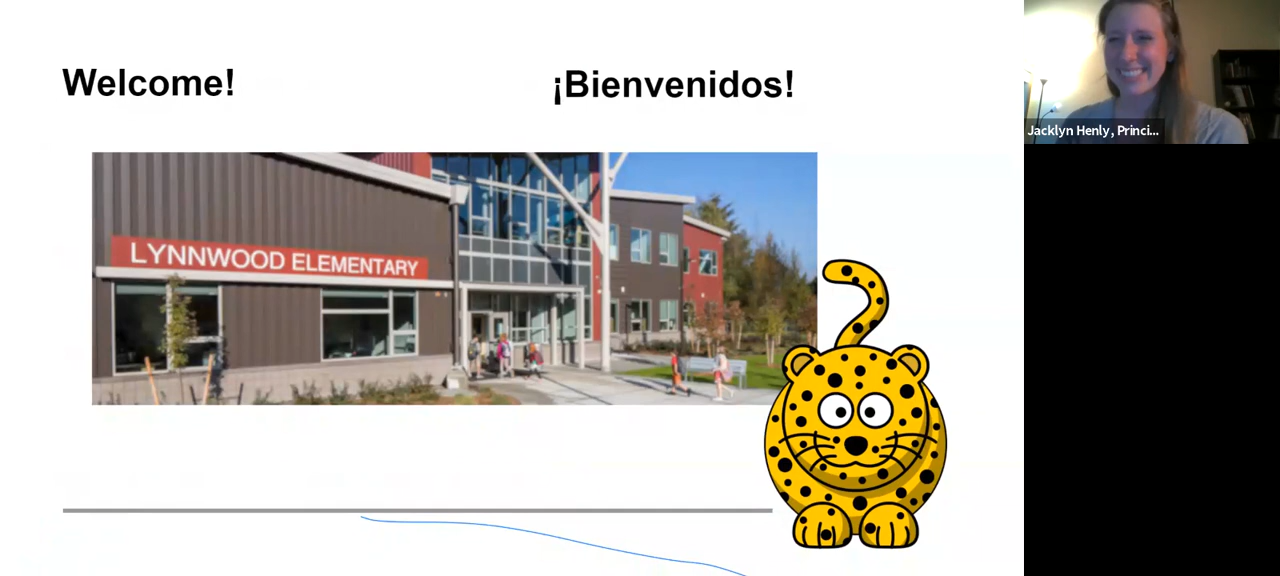 Welcome!
¡Bienvenidos!
LYNNWOOD ELEMENTARY
Jacklyn Henly, Princi...